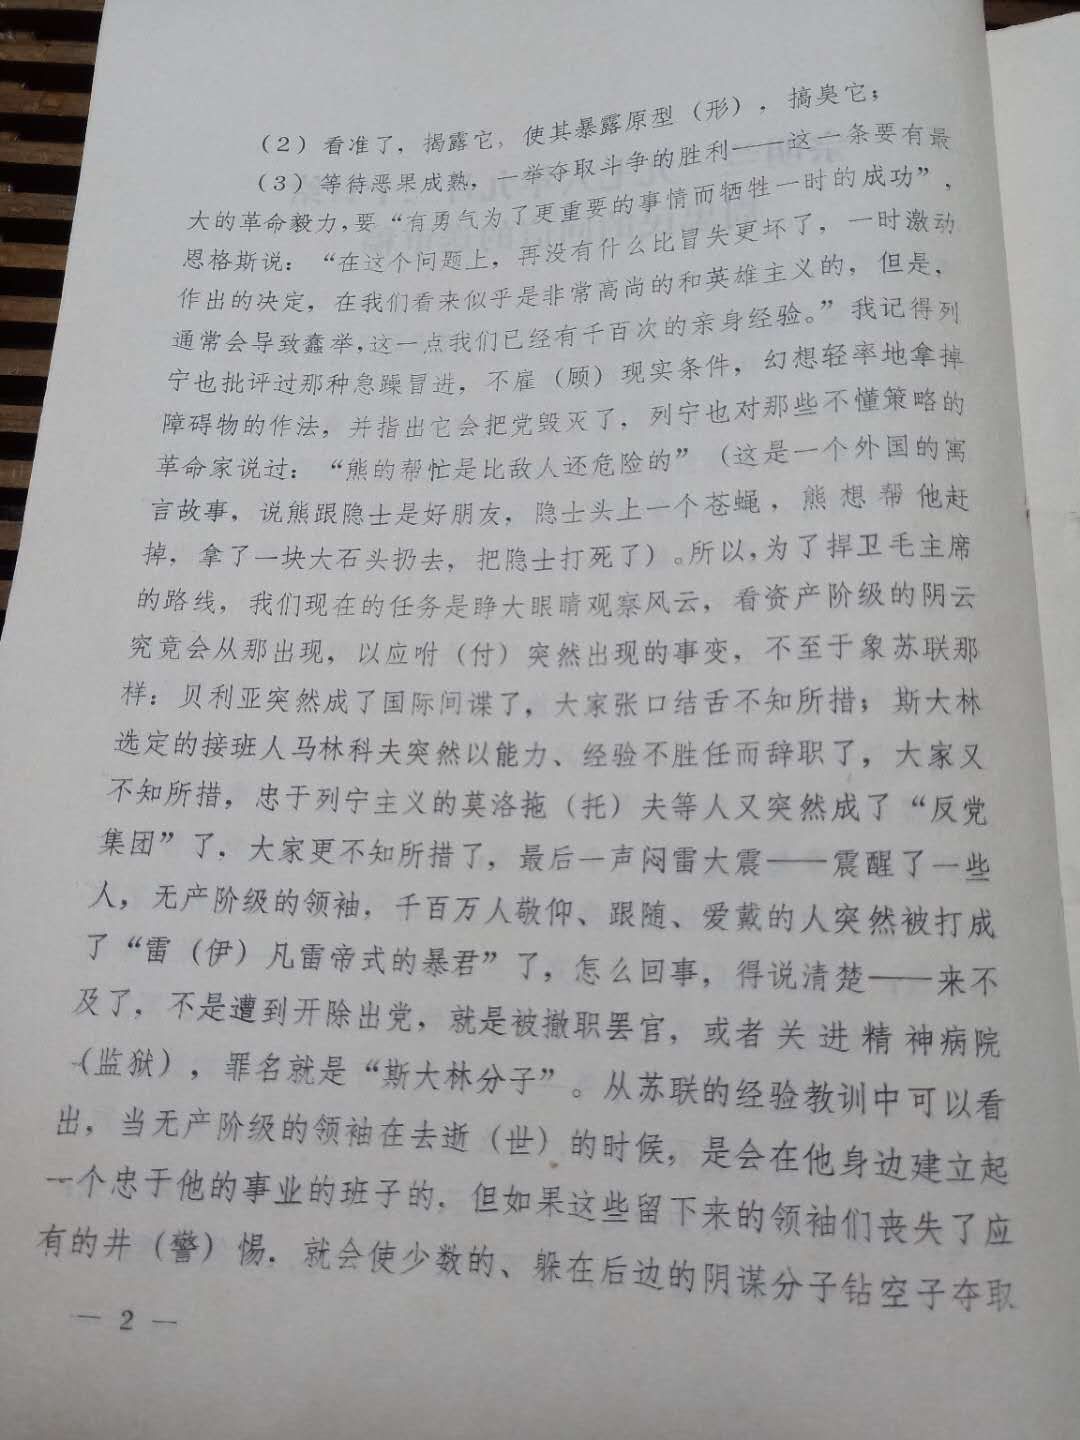 （2）看准了，揭露它，使其暴露原型（形），搞臭它；
（3）等待恶果成熟，一举夺取斗争的胜利——这一条要有最
大的革命毅力，要“有勇气为了更重要的事情而牺牲一时的成功”，
恩格斯说：“在这个问题上，再没有什么比冒失更坏了，一时激动
作出的决定，在我们看来似乎是非常高尚的和英雄主义的，但是，
通常会导致蠢举，这一点我们已经有千百次的亲身经验。”我记得列
宁也批评过那种急躁冒进，不雇（顾）现实条件，幻想轻率地拿掉
障碍物的作法，并指出它会把党毁灭了，列宁也对那些不懂策略的
革命家说过：“熊的帮忙是比敌人还危险的”（这是一个外国的寓
言故事，说熊跟隐士是好朋友，隐士头上一个苍蝇，熊想帮他赶
掉，拿了一块大石头扔去，把隐士打死了）。所以，为了捍卫毛主席
的路线，我们现在的任务是睁大眼睛观察风云，看资产阶级的阴云
究竟会从那出现，以应咐（付）突然出现的事变，不至于象苏联那
样：贝利亚突然成了国际间谍了，大家张口结舌不知所措；斯大林
选定的接班人马林科夫突然以能力、经验不胜任而辞职了，大家又
不知所措，忠于列宁主义的莫洛拖（托）夫等人又突然成了“反党
集团”了，大家更不知所措了，最后一声闷雷大震——震醒了一些
人，无产阶级的领袖，千百万人敬仰、跟随、爱戴的人突然被打成
了“雷（伊）凡雷帝式的暴君”了，怎么回事，得说清楚——来不
及了，不是遭到开除出党，就是被撤职罢官，或者关进精神病院
（监狱），罪名就是“斯大林分子”。从苏联的经验教训中可以看
出，当无产阶级的领袖在去逝（世）的时候，是会在他身边建立起
一个忠于他的事业的班子的，但如果这些留下来的领袖们丧失了应
有的井（警）惕，就会使少数的、躲在后边的阴谋分子钻空子夺取
— 2 —